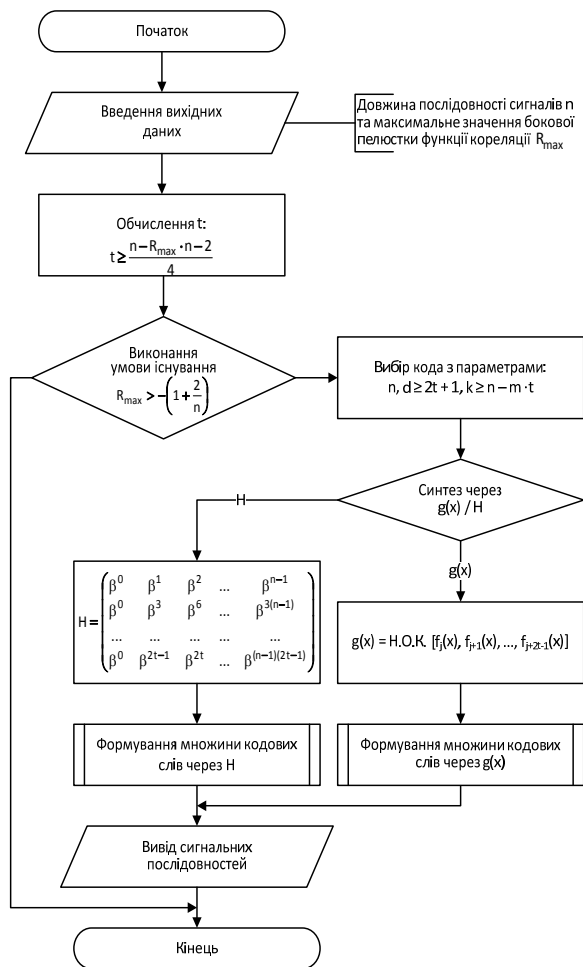 Початок
Введення вихідних
даних
Довжина послідовності сигналів n
та максимальне значення бокової
пелюстки функції кореляції R_max
Обчислення t:
t ≥ (n − R_max · n − 2) / 4
Виконання
умови існування
R_max > −(1 + 2/n)
Вибір кода з параметрами:
n, d ≥ 2t + 1, k ≥ n − m · t
Синтез через
g(x) / H
H
g(x)
H = (β^0 β^1 β^2 ... β^(n−1)
β^0 β^3 β^6 ... β^(3(n−1))
... ... ... ... ...
β^0 β^(2t−1) β^(2t) ... β^((n−1)(2t−1)))
g(x) = Н.О.К. [f_j(x), f_(j+1)(x), ..., f_(j+2t-1)(x)]
Формування множини кодових
слів через H
Формування множини кодових
слів через g(x)
Вивід сигнальних
послідовностей
Кінець